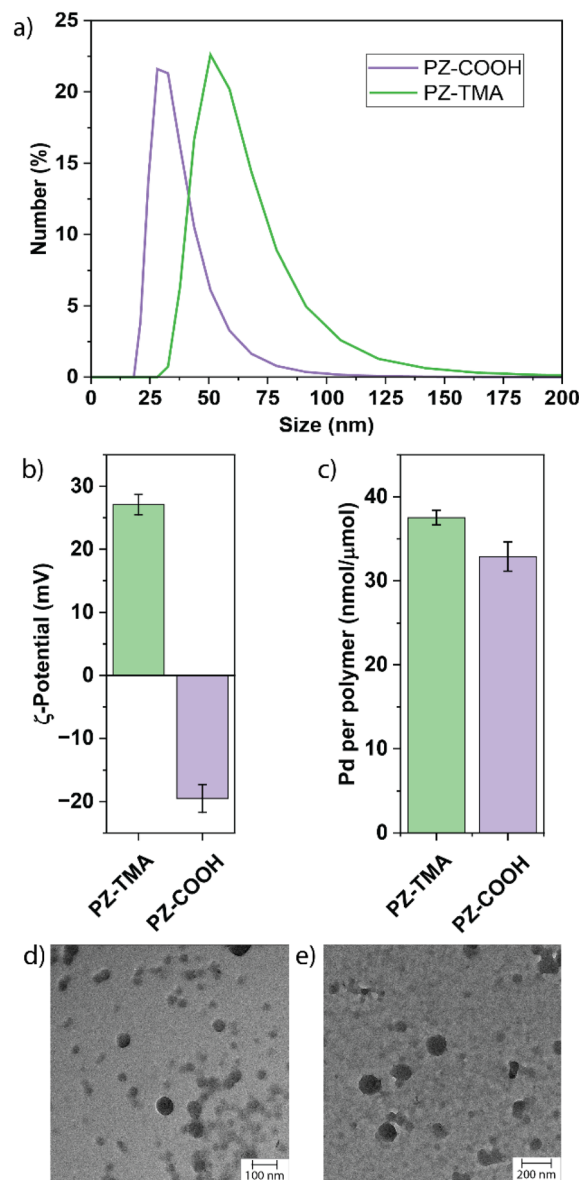 a)
25
20
15
10
5
0
Number (%)
PZ-COOH
PZ-TMA
0 25 50 75 100 125 150 175 200
Size (nm)
b)
30
20
10
0
−10
−20
ζ-Potential (mV)
PZ-TMA
PZ-COOH
c)
40
30
20
10
0
Pd per polymer (nmol/μmol)
PZ-TMA
PZ-COOH
d)
100 nm
e)
200 nm